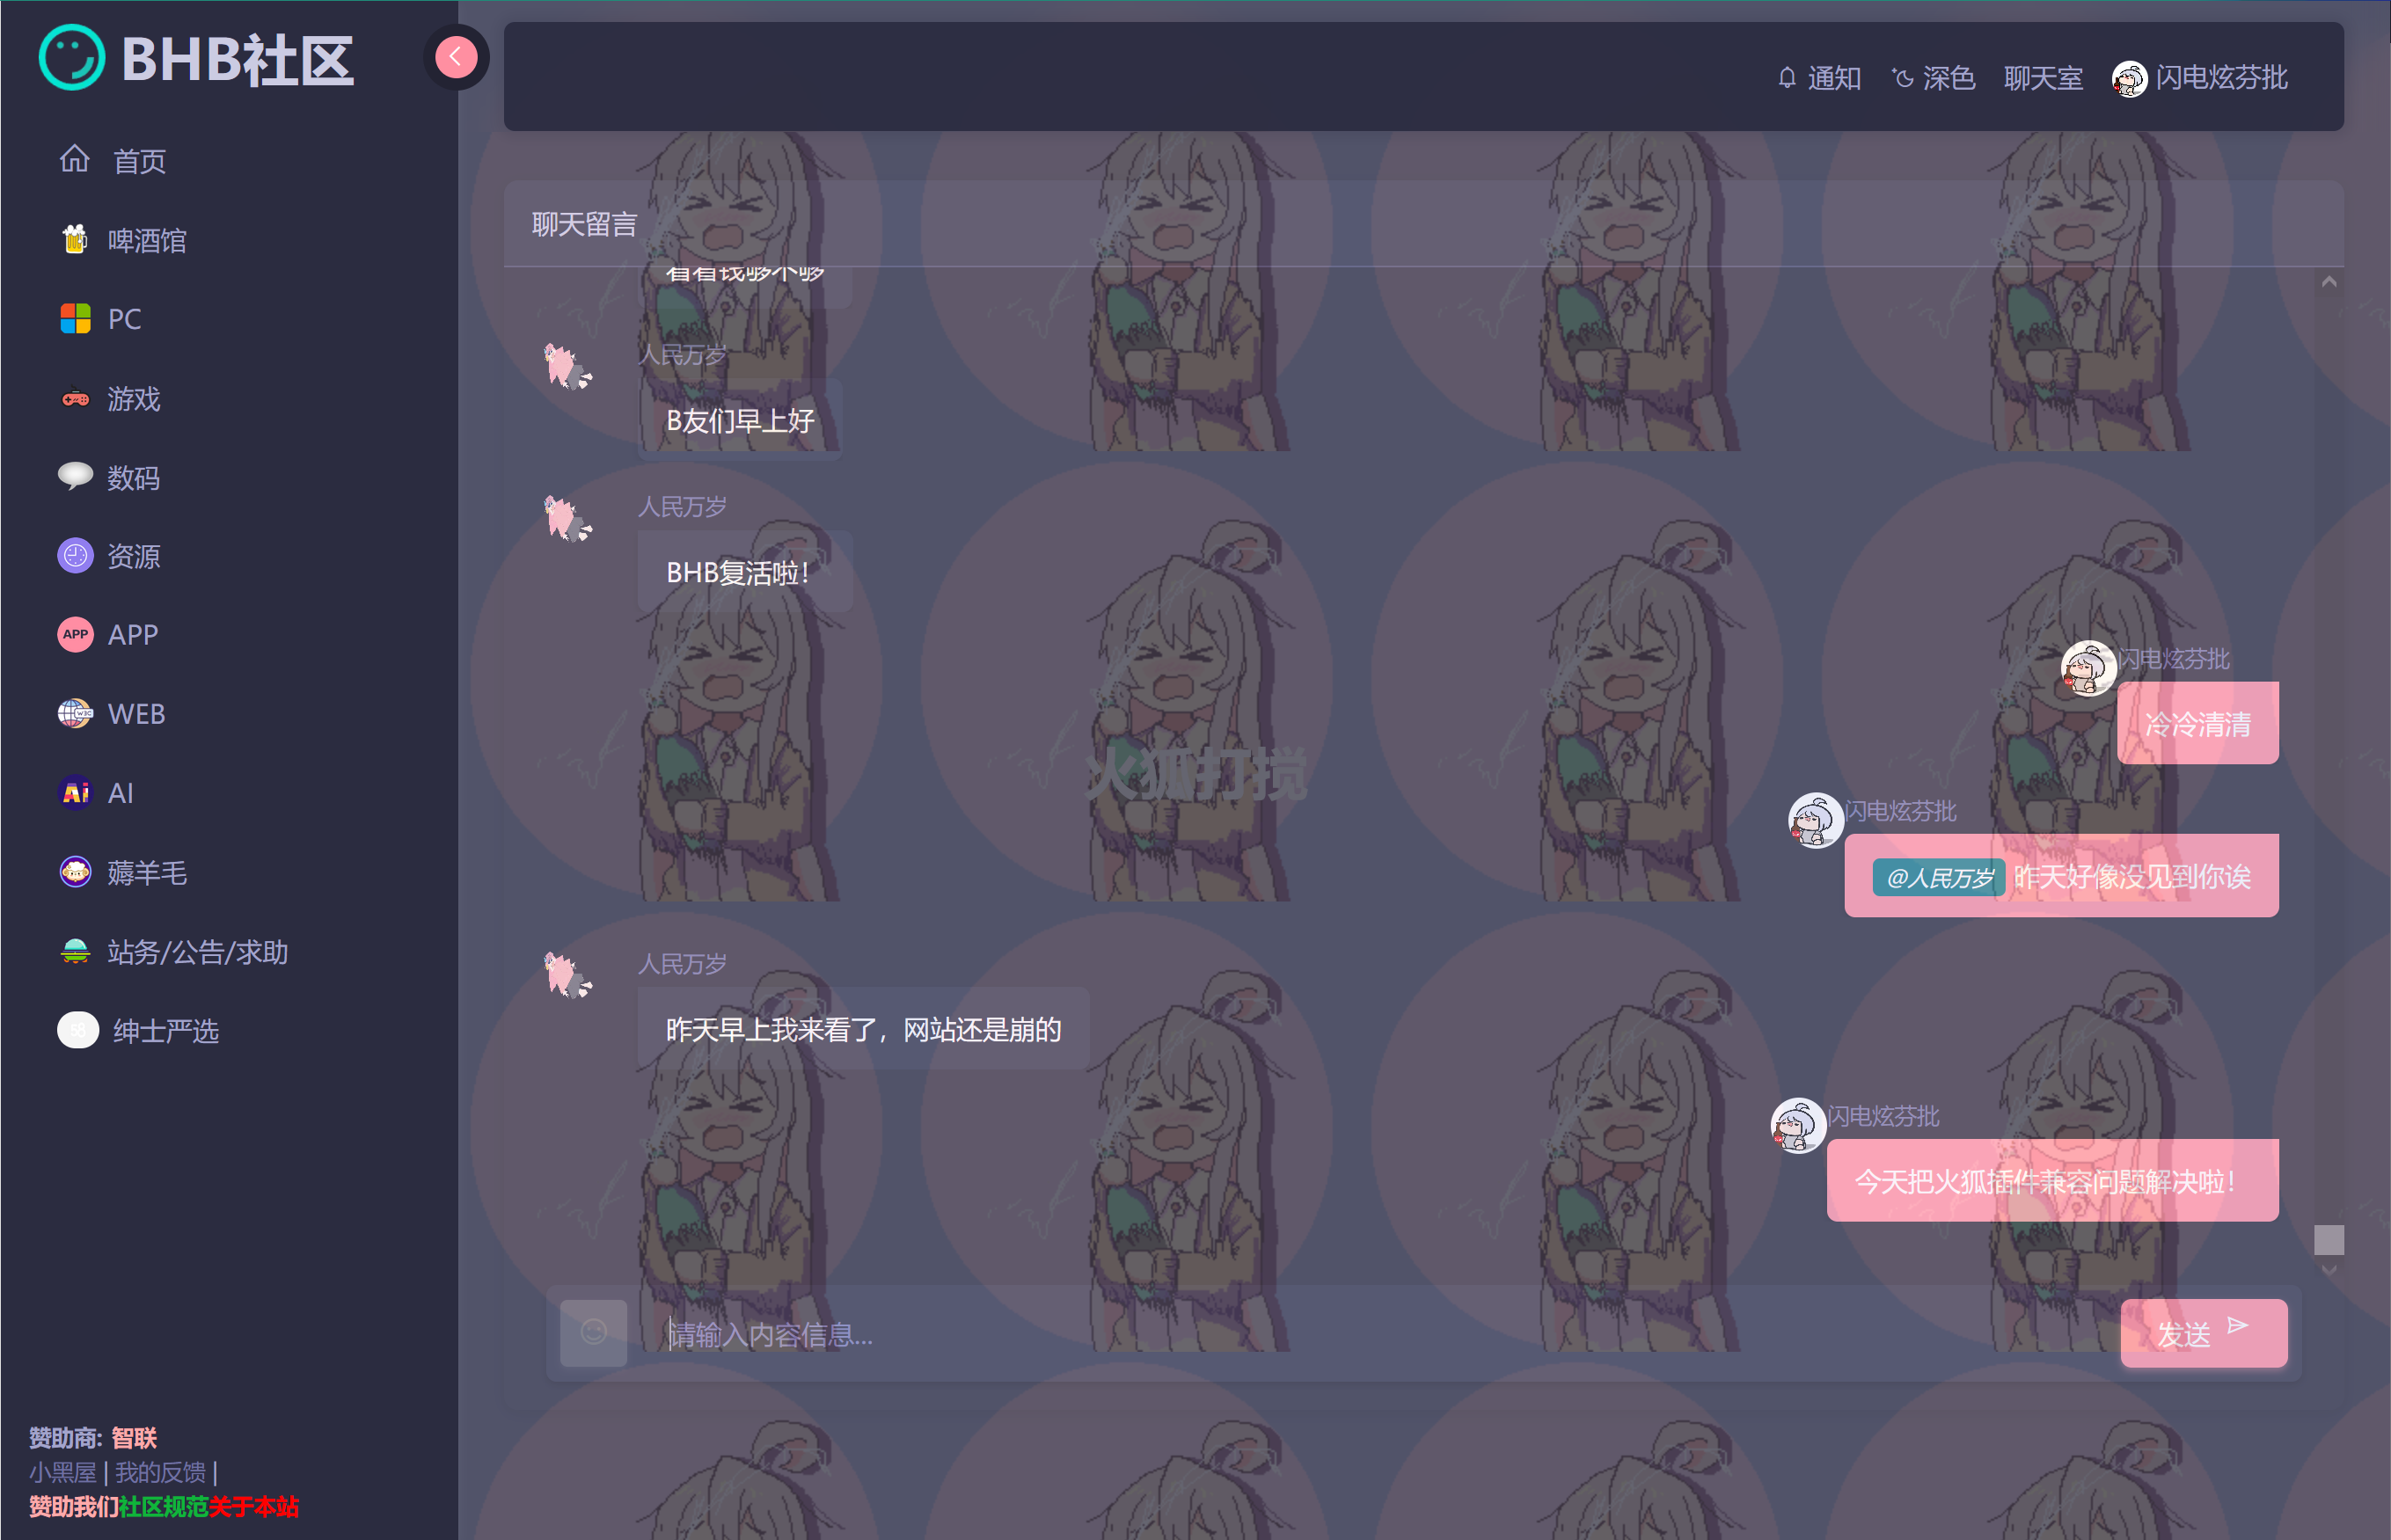 BHB社区
首页
啤酒馆
PC
游戏
数码
资源
APP APP
WEB
Ai AI
薅羊毛
站务/公告/求助
绅士严选
赞助商: 智联
小黑屋 | 我的反馈 |
赞助我们社区规范关于本站
通知 深色 聊天室 闪电炫芬批
聊天留言
看看钱够不够
人民万岁
B友们早上好
人民万岁
BHB复活啦!
闪电炫芬批
冷冷清清
火狐打搅
闪电炫芬批
@人民万岁 昨天好像没见到你诶
人民万岁
昨天早上我来看了，网站还是崩的
闪电炫芬批
今天把火狐插件兼容问题解决啦!
请输入内容信息...
发送